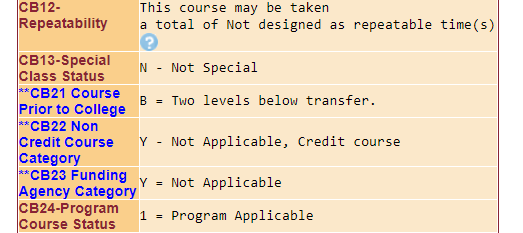 CB12-
Repeatability
This course may be taken
a total of Not designed as repeatable time(s)
?
CB13-Special
Class Status
N - Not Special
**CB21 Course
Prior to College
B = Two levels below transfer.
**CB22 Non
Credit Course
Category
Y - Not Applicable, Credit course
**CB23 Funding
Agency Category
Y = Not Applicable
CB24-Program
Course Status
1 = Program Applicable